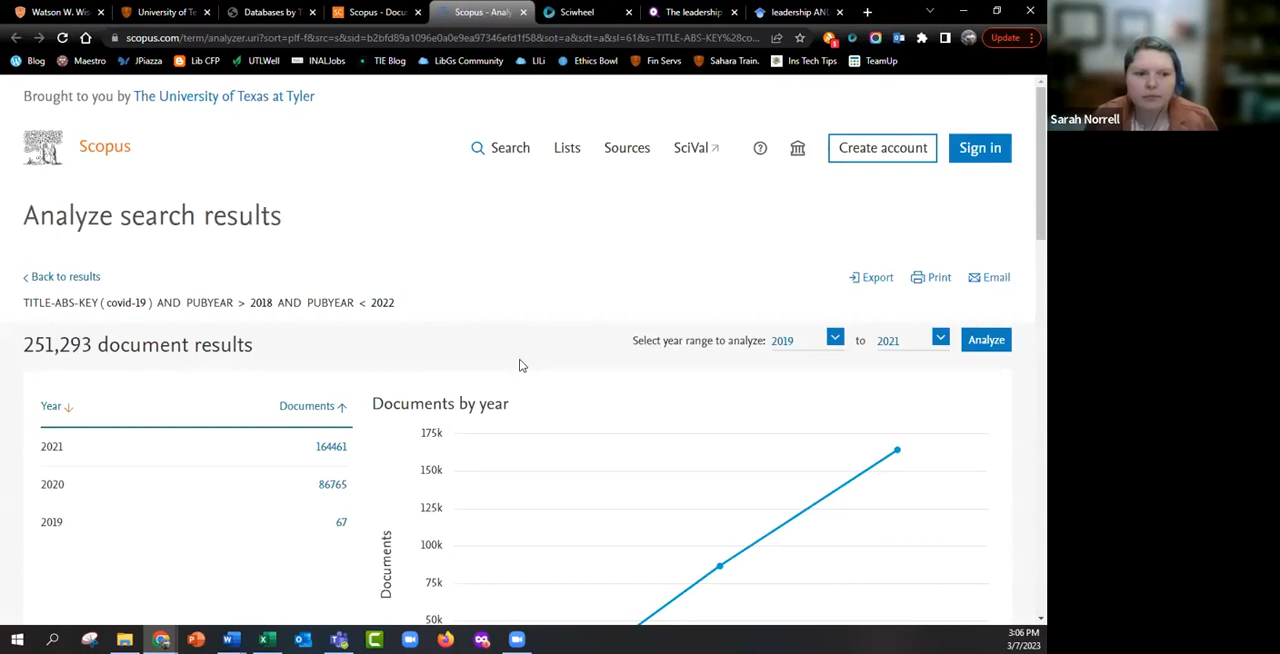 Watson W. Wis
University of Te
Databases by T
Scopus - Docu
Scopus - Analy
Sciwheel
The leadership
leadership AN
scopus.com/term/analyzer.uri?sort=plf-f&src=s&sid=b2bfd89a1096e0a0e9ea97346efd1f58&sot=a&sdt=a&sl=61&s=TITLE-ABS-KEY%28co...
Update
Blog
Maestro
JPiazza
Lib CFP
UTLWell
INALJobs
TIE Blog
LibGs Community
LILi
Ethics Bowl
Fin Servs
Sahara Train.
Ins Tech Tips
TeamUp
Brought to you by The University of Texas at Tyler
Scopus
Search
Lists
Sources
SciVal
Create account
Sign in
Analyze search results
Back to results
Export
Print
Email
TITLE-ABS-KEY ( covid-19 ) AND PUBYEAR > 2018 AND PUBYEAR < 2022
251,293 document results
Select year range to analyze: 2019 to 2021 Analyze
Year Documents
2021 164461
2020 86765
2019 67
Documents by year
175k
150k
125k
100k
75k
50k
Documents
Sarah Norrell
3:06 PM
3/7/2023